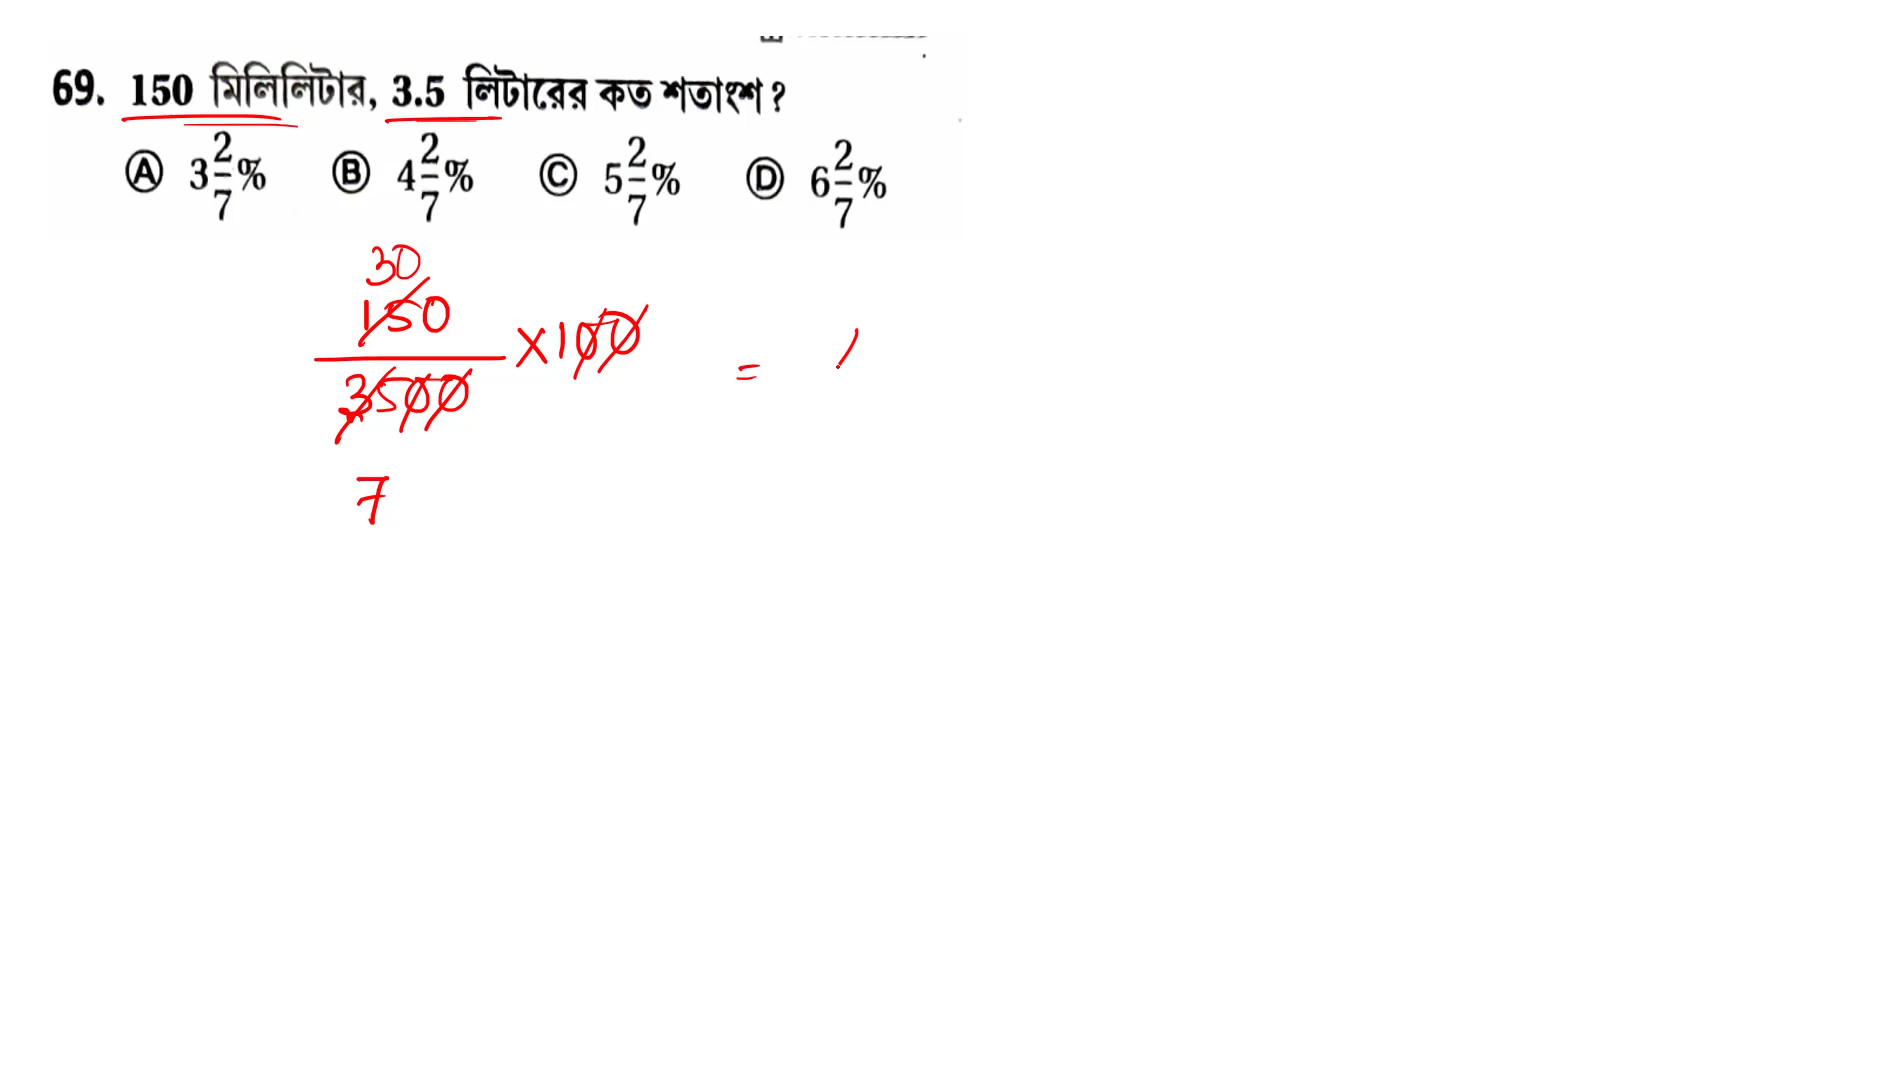 69. 150 মিলিলিটার, 3.5 লিটারের কত শতাংশ ?
Ⓐ 3 2/7 % Ⓑ 4 2/7 % Ⓒ 5 2/7 % Ⓓ 6 2/7 %
30
150
×100 =
3500
7